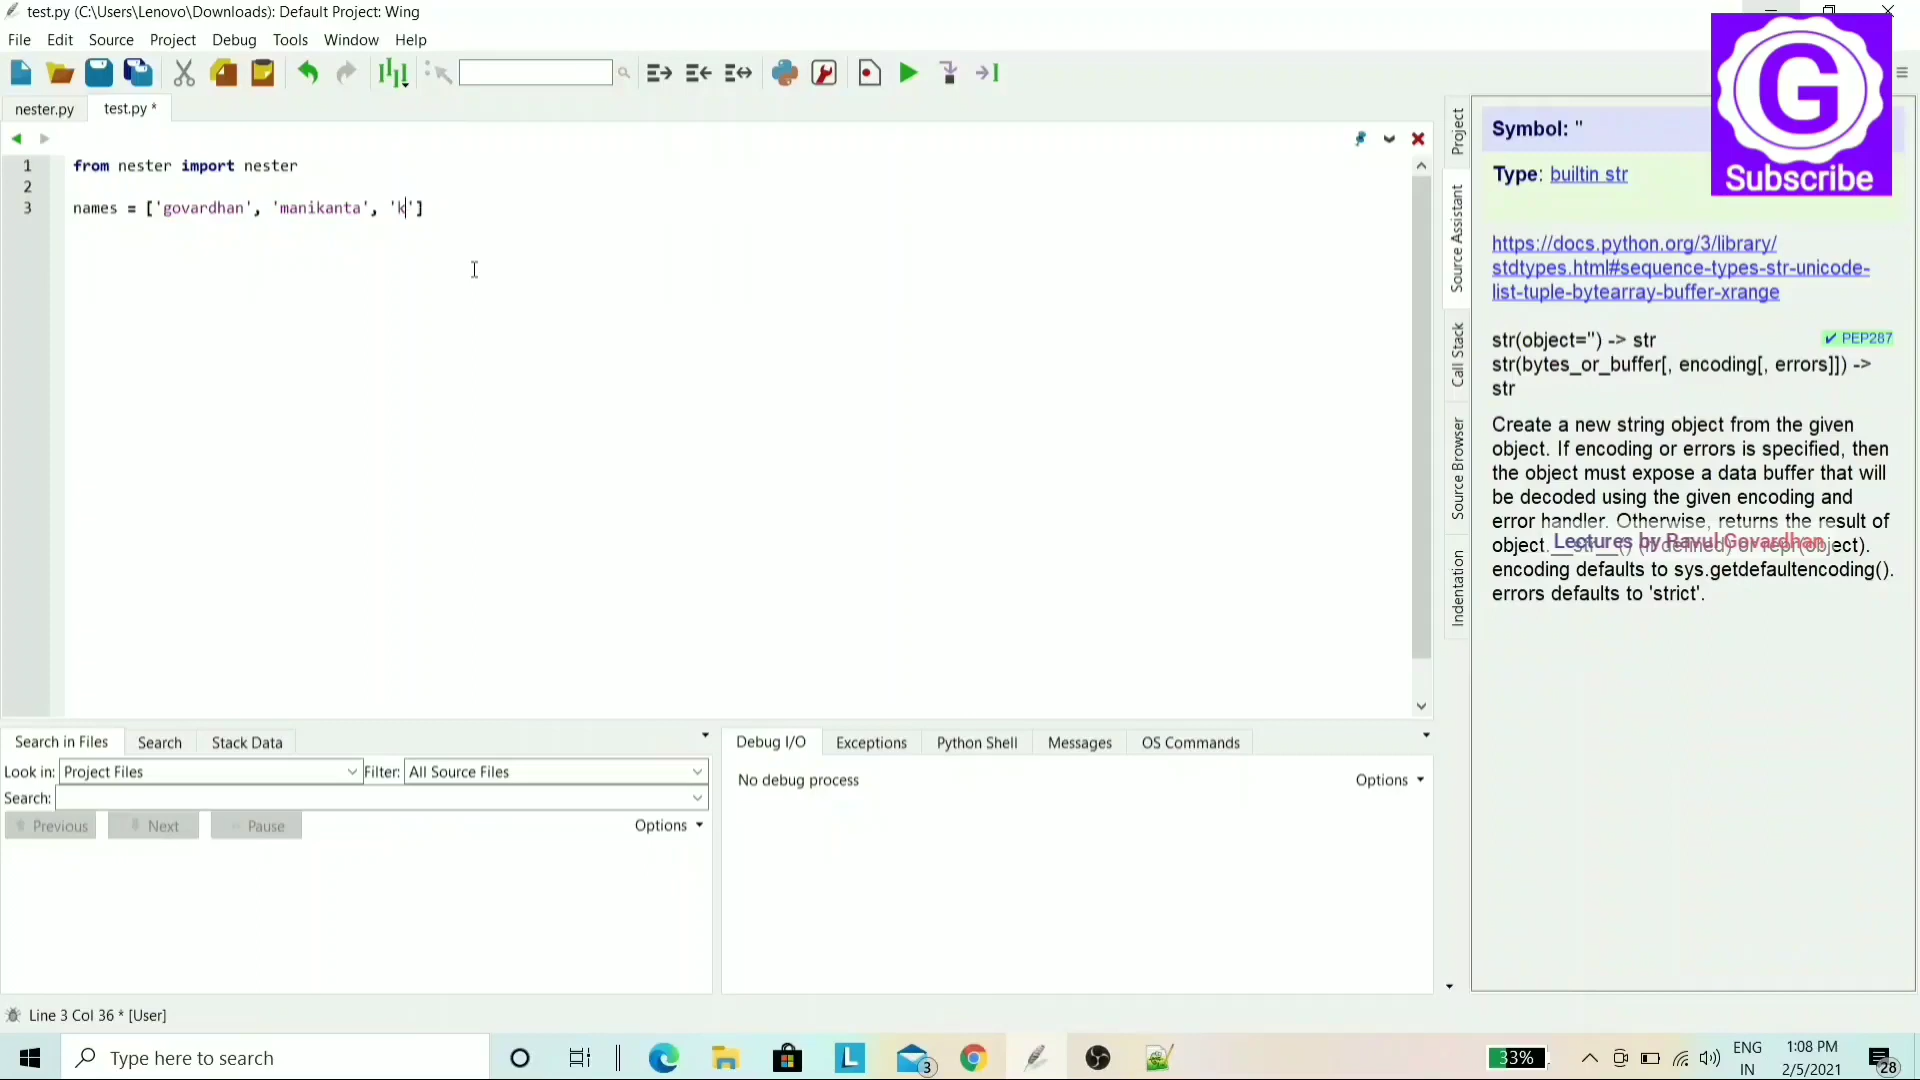 test.py (C:\Users\Lenovo\Downloads): Default Project: Wing
File Edit Source Project Debug Tools Window Help
nester.py test.py *
1 from nester import nester
2
3 names = ['govardhan', 'manikanta', 'k']
Project
Source Assistant
Call Stack
Source Browser
Indentation
G
Subscribe
Symbol: ''
Type: builtin str
https://docs.python.org/3/library/
stdtypes.html#sequence-types-str-unicode-
list-tuple-bytearray-buffer-xrange
str(object='') -> str ✔ PEP287
str(bytes_or_buffer[, encoding[, errors]]) ->
str
Create a new string object from the given
object. If encoding or errors is specified, then
the object must expose a data buffer that will
be decoded using the given encoding and
error handler. Otherwise, returns the result of
object.__str__() (if defined) or repr(object).
Lectures by Ravul Govardhan
encoding defaults to sys.getdefaultencoding().
errors defaults to 'strict'.
Search in Files Search Stack Data
Look in: Project Files Filter: All Source Files
Search:
Previous Next Pause Options
Debug I/O Exceptions Python Shell Messages OS Commands
No debug process Options
Line 3 Col 36 * [User]
Type here to search
L
3
33%
ENG
IN
1:08 PM
2/5/2021
28